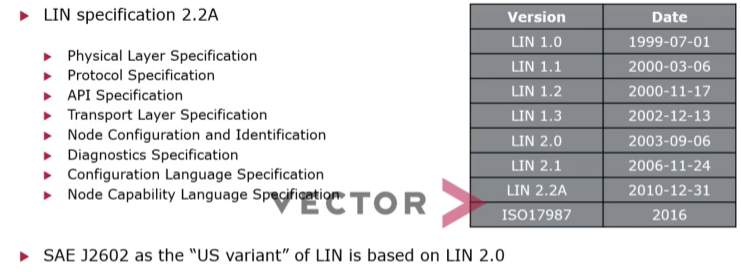 LIN specification 2.2A
Physical Layer Specification
Protocol Specification
API Specification
Transport Layer Specification
Node Configuration and Identification
Diagnostics Specification
Configuration Language Specification
Node Capability Language Specification
VECTOR
Version Date
LIN 1.0 1999-07-01
LIN 1.1 2000-03-06
LIN 1.2 2000-11-17
LIN 1.3 2002-12-13
LIN 2.0 2003-09-06
LIN 2.1 2006-11-24
LIN 2.2A 2010-12-31
ISO17987 2016
SAE J2602 as the “US variant” of LIN is based on LIN 2.0